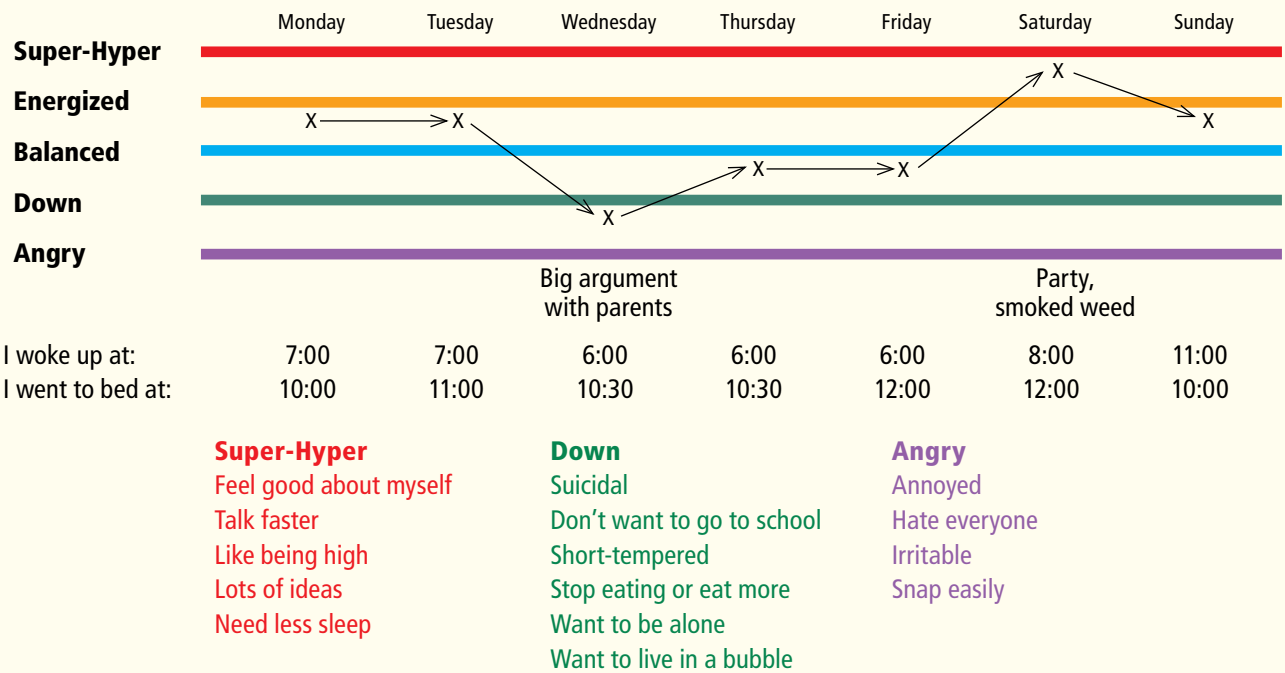 Monday Tuesday Wednesday Thursday Friday Saturday Sunday
Super-Hyper
X
Energized
X X X
Balanced
X X
Down
X
Angry
Big argument
with parents
Party,
smoked weed
I woke up at: 7:00 7:00 6:00 6:00 6:00 8:00 11:00
I went to bed at: 10:00 11:00 10:30 10:30 12:00 12:00 10:00
Super-Hyper
Feel good about myself
Talk faster
Like being high
Lots of ideas
Need less sleep
Down
Suicidal
Don't want to go to school
Short-tempered
Stop eating or eat more
Want to be alone
Want to live in a bubble
Angry
Annoyed
Hate everyone
Irritable
Snap easily